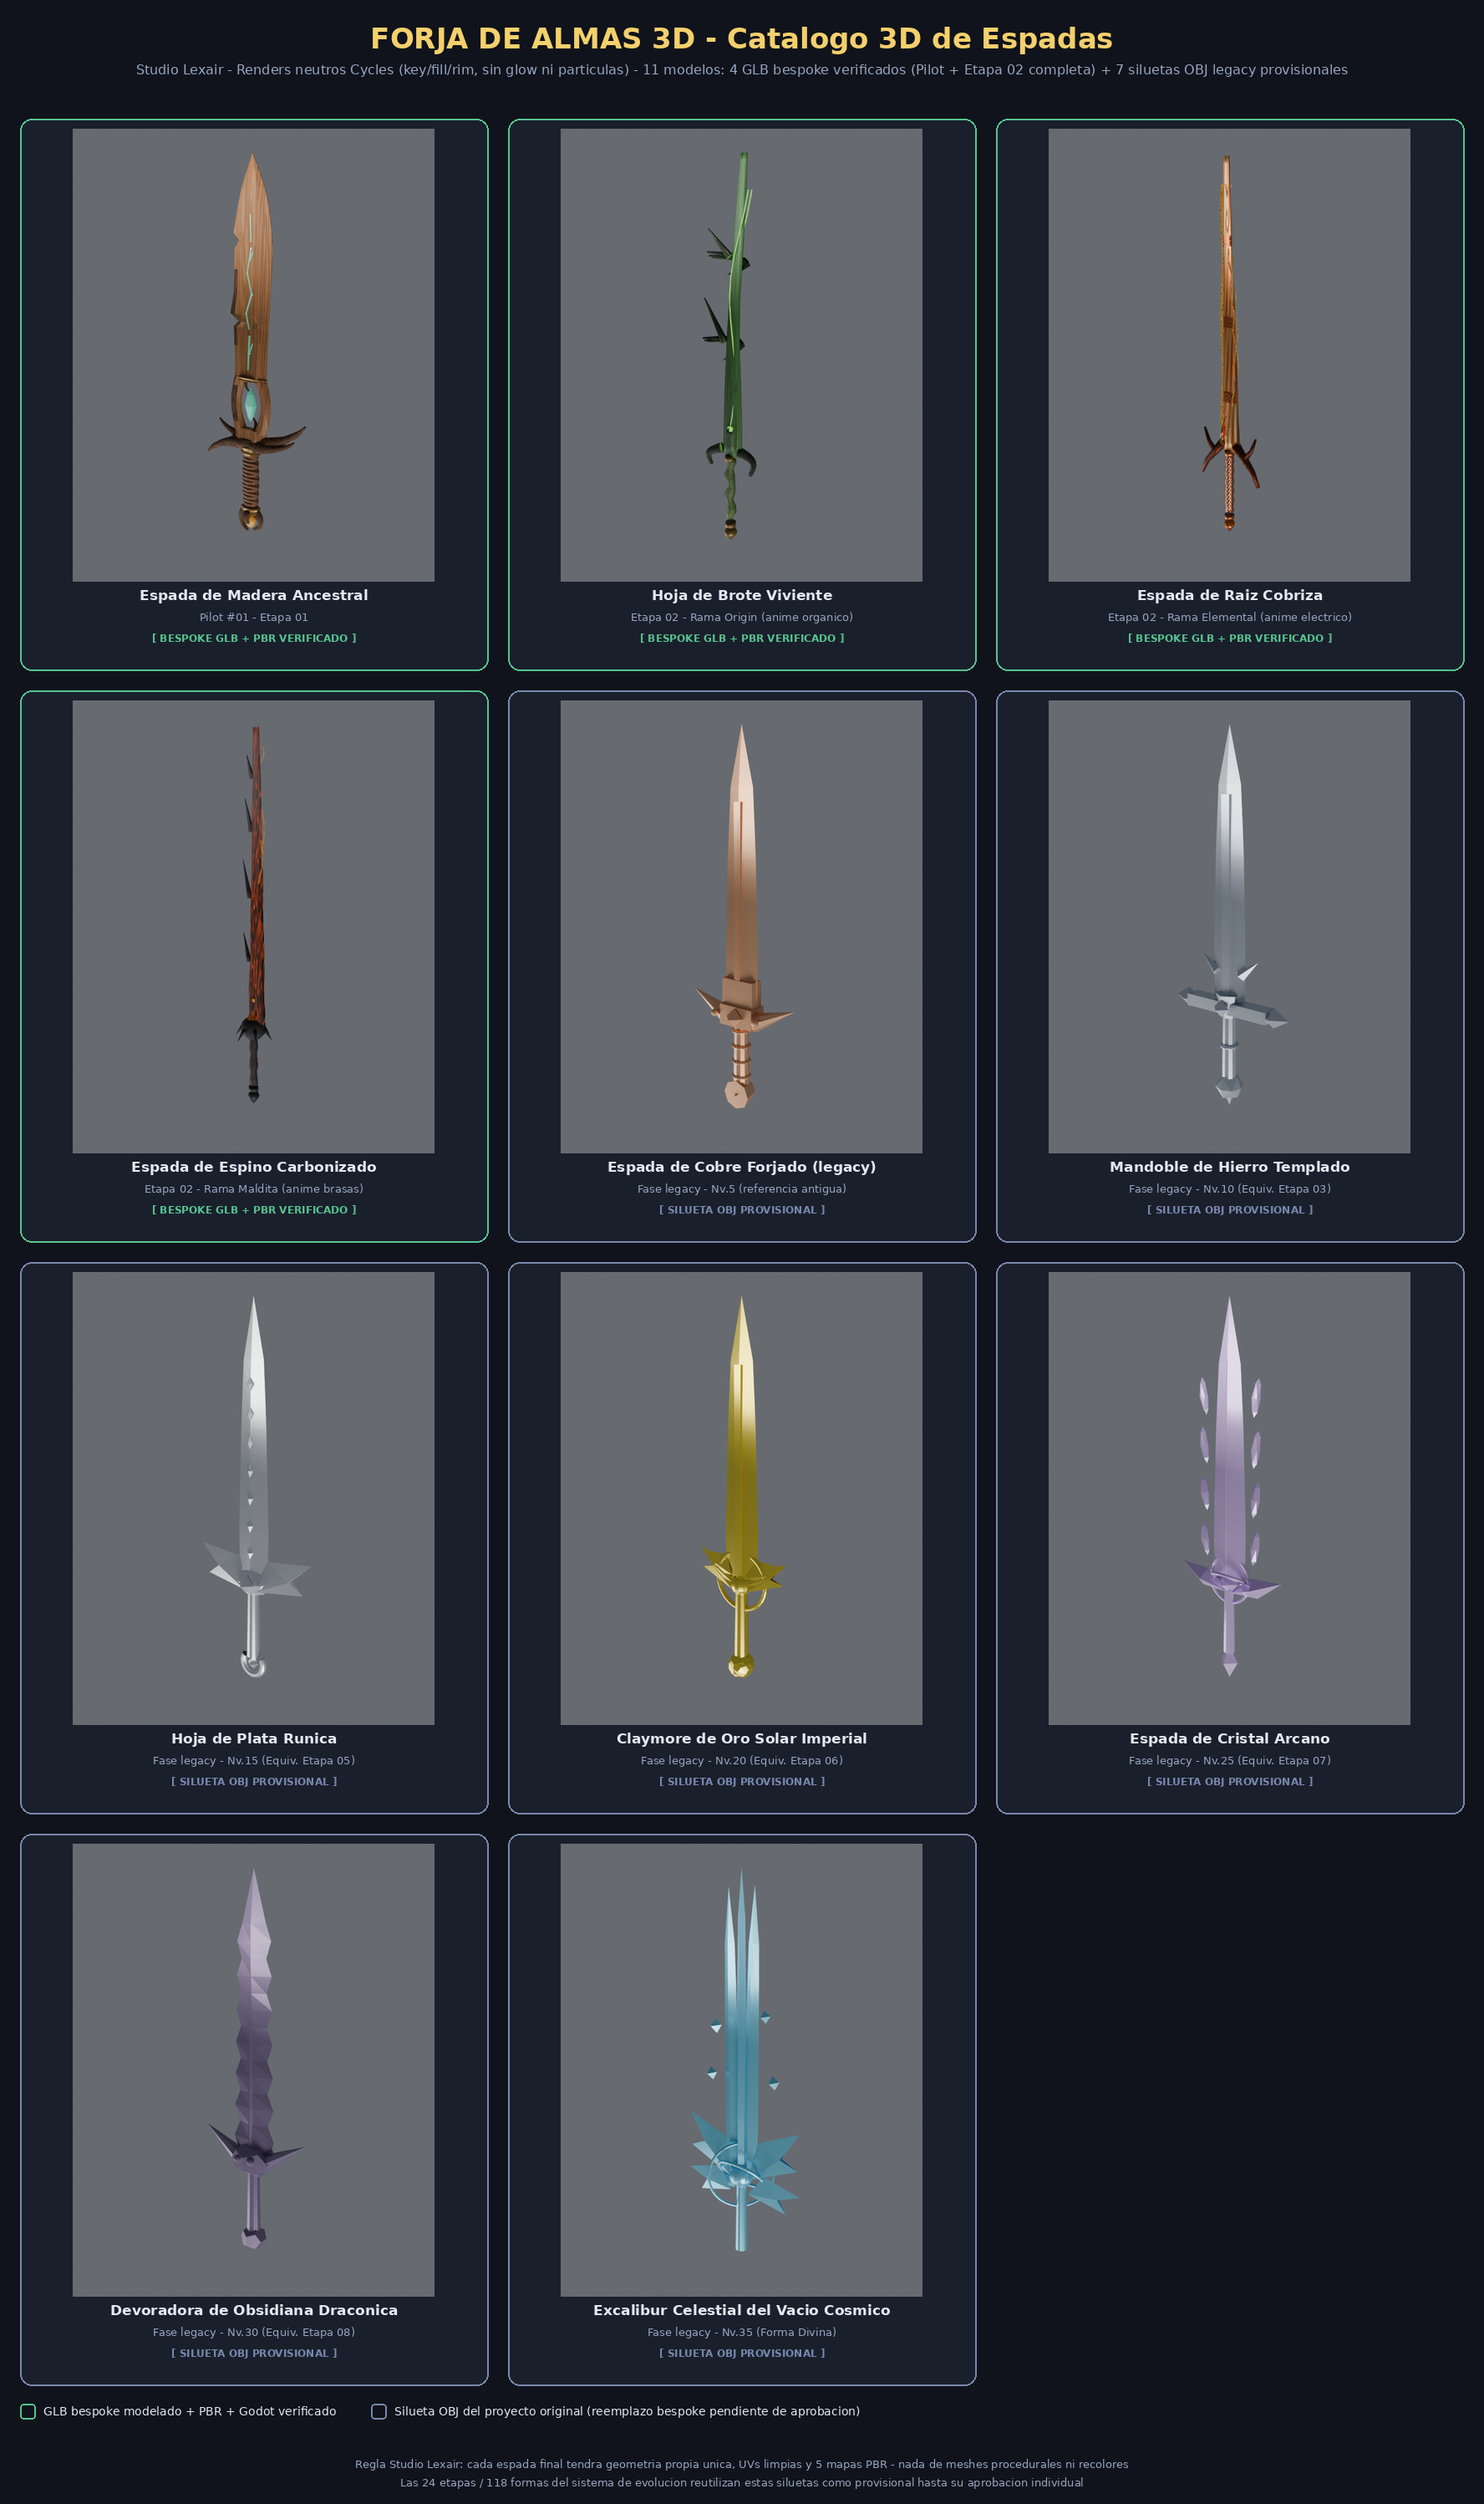 FORJA DE ALMAS 3D - Catalogo 3D de Espadas
Studio Lexair - Renders neutros Cycles (key/fill/rim, sin glow ni particulas) - 11 modelos: 4 GLB bespoke verificados (Pilot + Etapa 02 completa) + 7 siluetas OBJ legacy provisionales
Espada de Madera Ancestral
Pilot #01 - Etapa 01
[ BESPOKE GLB + PBR VERIFICADO ]
Hoja de Brote Viviente
Etapa 02 - Rama Origin (anime organico)
[ BESPOKE GLB + PBR VERIFICADO ]
Espada de Raiz Cobriza
Etapa 02 - Rama Elemental (anime electrico)
[ BESPOKE GLB + PBR VERIFICADO ]
Espada de Espino Carbonizado
Etapa 02 - Rama Maldita (anime brasas)
[ BESPOKE GLB + PBR VERIFICADO ]
Espada de Cobre Forjado (legacy)
Fase legacy - Nv.5 (referencia antigua)
[ SILUETA OBJ PROVISIONAL ]
Mandoble de Hierro Templado
Fase legacy - Nv.10 (Equiv. Etapa 03)
[ SILUETA OBJ PROVISIONAL ]
Hoja de Plata Runica
Fase legacy - Nv.15 (Equiv. Etapa 05)
[ SILUETA OBJ PROVISIONAL ]
Claymore de Oro Solar Imperial
Fase legacy - Nv.20 (Equiv. Etapa 06)
[ SILUETA OBJ PROVISIONAL ]
Espada de Cristal Arcano
Fase legacy - Nv.25 (Equiv. Etapa 07)
[ SILUETA OBJ PROVISIONAL ]
Devoradora de Obsidiana Draconica
Fase legacy - Nv.30 (Equiv. Etapa 08)
[ SILUETA OBJ PROVISIONAL ]
Excalibur Celestial del Vacio Cosmico
Fase legacy - Nv.35 (Forma Divina)
[ SILUETA OBJ PROVISIONAL ]
GLB bespoke modelado + PBR + Godot verificado
Silueta OBJ del proyecto original (reemplazo bespoke pendiente de aprobacion)
Regla Studio Lexair: cada espada final tendra geometria propia unica, UVs limpias y 5 mapas PBR - nada de meshes procedurales ni recolores
Las 24 etapas / 118 formas del sistema de evolucion reutilizan estas siluetas como provisional hasta su aprobacion individual